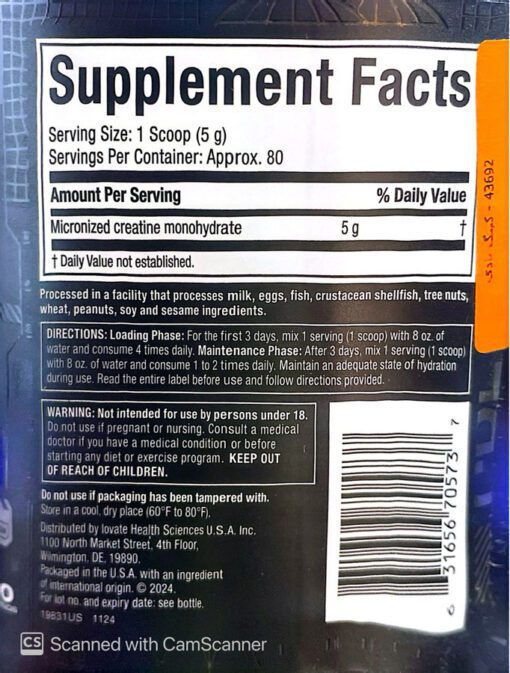 Supplement Facts
Serving Size: 1 Scoop (5 g)
Servings Per Container: Approx. 80
Amount Per Serving % Daily Value
Micronized creatine monohydrate 5 g †
† Daily Value not established.
Processed in a facility that processes milk, eggs, fish, crustacean shellfish, tree nuts,
wheat, peanuts, soy and sesame ingredients.
DIRECTIONS: Loading Phase: For the first 3 days, mix 1 serving (1 scoop) with 8 oz. of
water and consume 4 times daily. Maintenance Phase: After 3 days, mix 1 serving (1 scoop)
with 8 oz. of water and consume 1 to 2 times daily. Maintain an adequate state of hydration
during use. Read the entire label before use and follow directions provided.
WARNING: Not intended for use by persons under 18.
Do not use if pregnant or nursing. Consult a medical
doctor if you have a medical condition or before
starting any diet or exercise program. KEEP OUT
OF REACH OF CHILDREN.
Do not use if packaging has been tampered with.
Store in a cool, dry place (60°F to 80°F).
Distributed by Iovate Health Sciences U.S.A. Inc.
1100 North Market Street, 4th Floor,
Wilmington, DE, 19890.
Packaged in the U.S.A. with an ingredient
of international origin. © 2024.
For lot no. and expiry date: see bottle.
19831US 1124
6 31656 70573 7
43692
CS Scanned with CamScanner